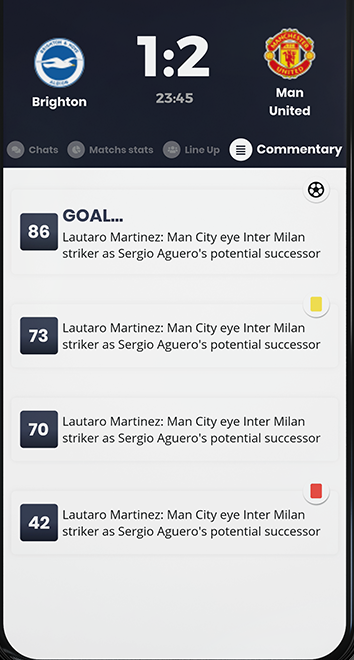 1:2
Brighton
23:45
Man
United
Chats
Matchs stats
Line Up
Commentary
86
GOAL...
Lautaro Martinez: Man City eye Inter Milan
striker as Sergio Aguero's potential successor
73
Lautaro Martinez: Man City eye Inter Milan
striker as Sergio Aguero's potential successor
70
Lautaro Martinez: Man City eye Inter Milan
striker as Sergio Aguero's potential successor
42
Lautaro Martinez: Man City eye Inter Milan
striker as Sergio Aguero's potential successor